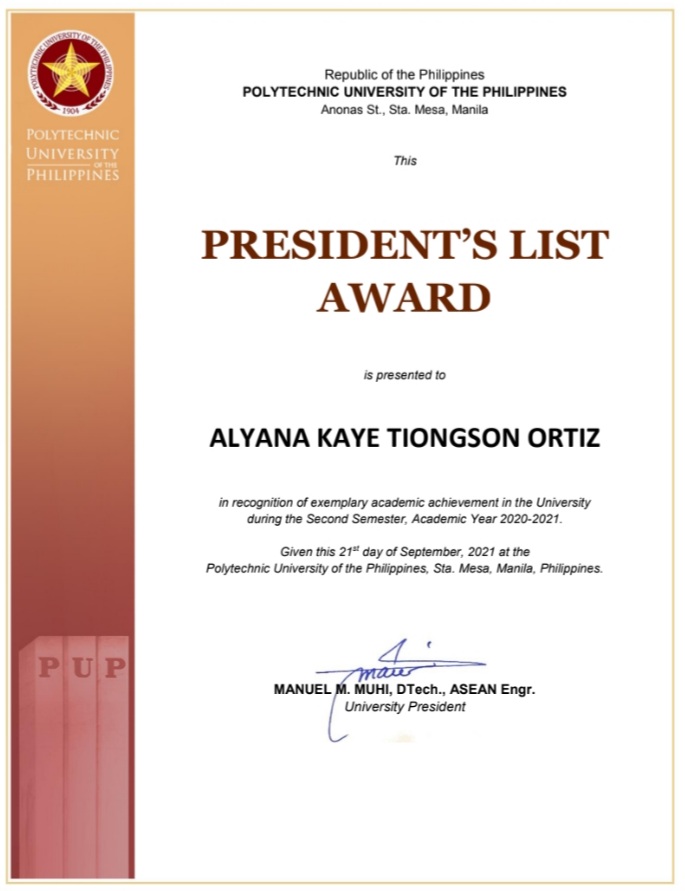 POLYTECHNIC UNIVERSITY OF THE PHILIPPINES
1904
POLYTECHNIC
UNIVERSITY
OF THE
PHILIPPINES
Republic of the Philippines
POLYTECHNIC UNIVERSITY OF THE PHILIPPINES
Anonas St., Sta. Mesa, Manila
This
PRESIDENT'S LIST
AWARD
is presented to
ALYANA KAYE TIONGSON ORTIZ
in recognition of exemplary academic achievement in the University
during the Second Semester, Academic Year 2020-2021.
Given this 21st day of September, 2021 at the
Polytechnic University of the Philippines, Sta. Mesa, Manila, Philippines.
MANUEL M. MUHI, DTech., ASEAN Engr.
University President
P U P